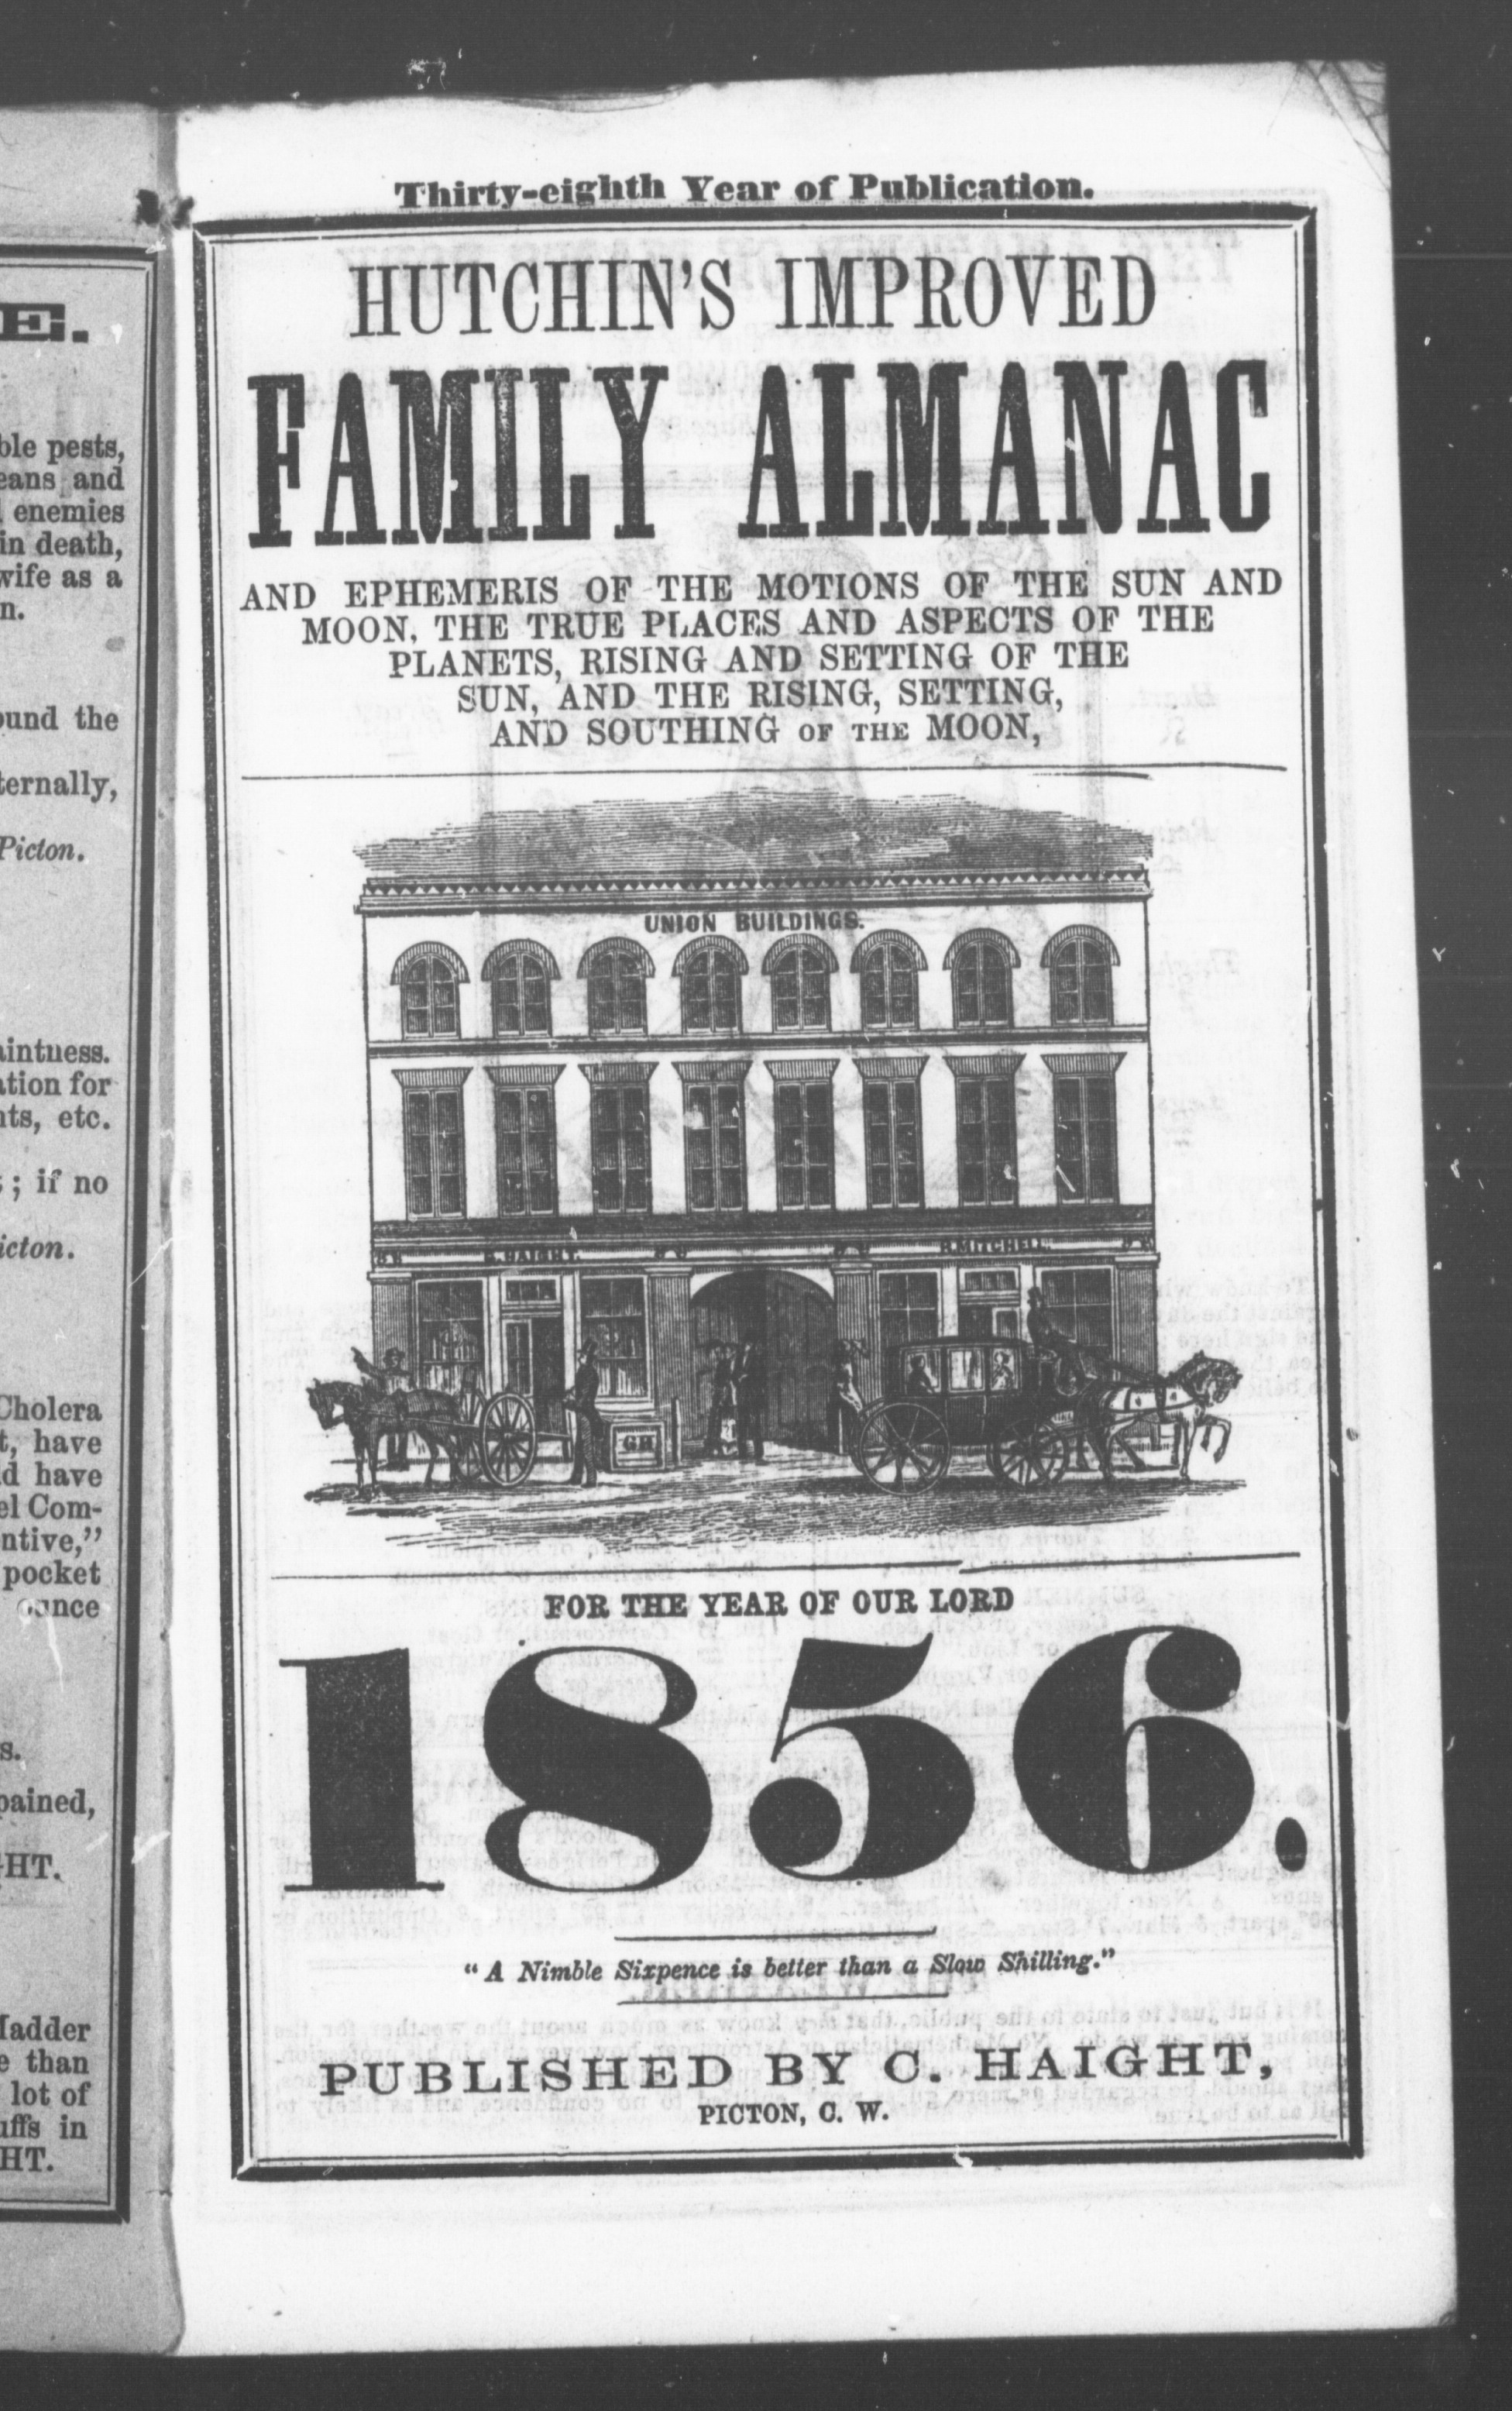 E.
ble pests,
eans and
enemies
in death,
wife as a
n.
ound the
ternally,
Picton.
aintness.
ation for
nts, etc.
; if no
icton.
Cholera
t, have
d have
el Com-
ntive,"
pocket
ounce
s.
pained,
HT.
Madder
e than
lot of
uffs in
HT.
Thirty-eighth Year of Publication.
HUTCHIN'S IMPROVED
FAMILY ALMANAC
AND EPHEMERIS OF THE MOTIONS OF THE SUN AND
MOON, THE TRUE PLACES AND ASPECTS OF THE
PLANETS, RISING AND SETTING OF THE
SUN, AND THE RISING, SETTING,
AND SOUTHING OF THE MOON,
UNION BUILDINGS.
HAIGHT.
R. MITCHELL
GH
FOR THE YEAR OF OUR LORD
1856.
"A Nimble Sixpence is better than a Slow Shilling."
PUBLISHED BY C. HAIGHT,
PICTON, C. W.